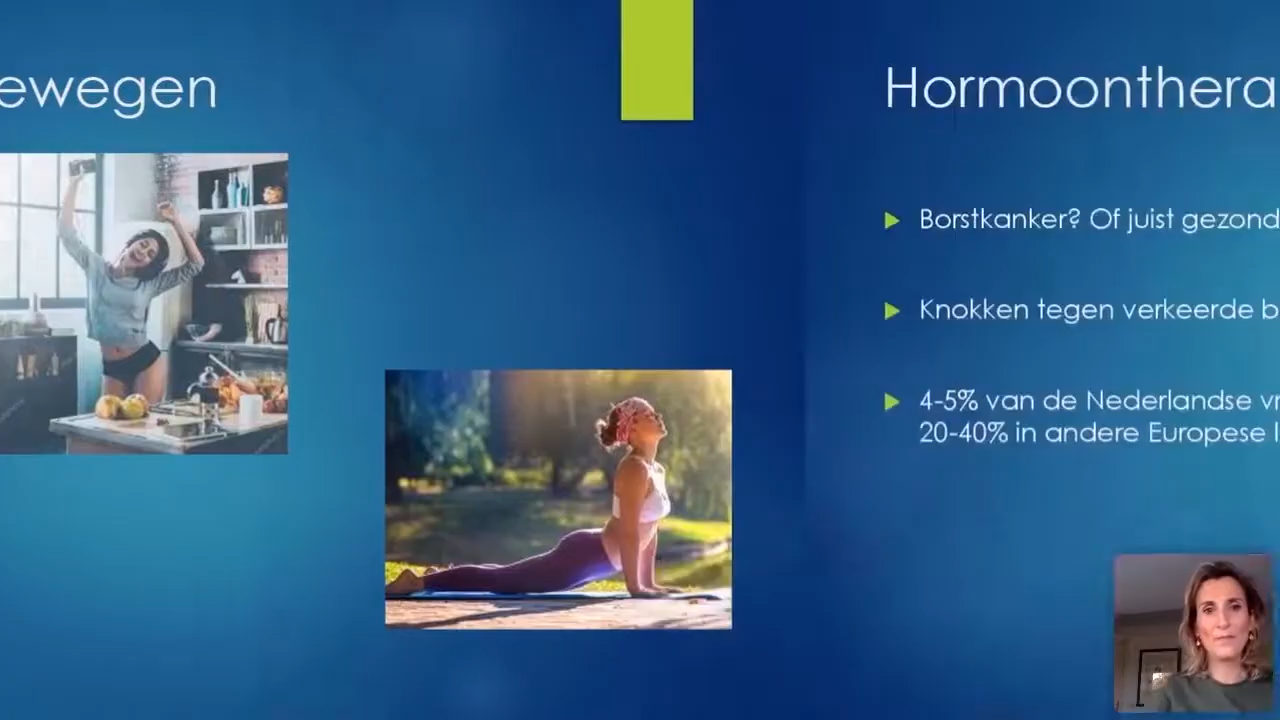 ewegen
Hormoonthera
Borstkanker? Of juist gezond
Knokken tegen verkeerde b
4-5% van de Nederlandse vr
20-40% in andere Europese l